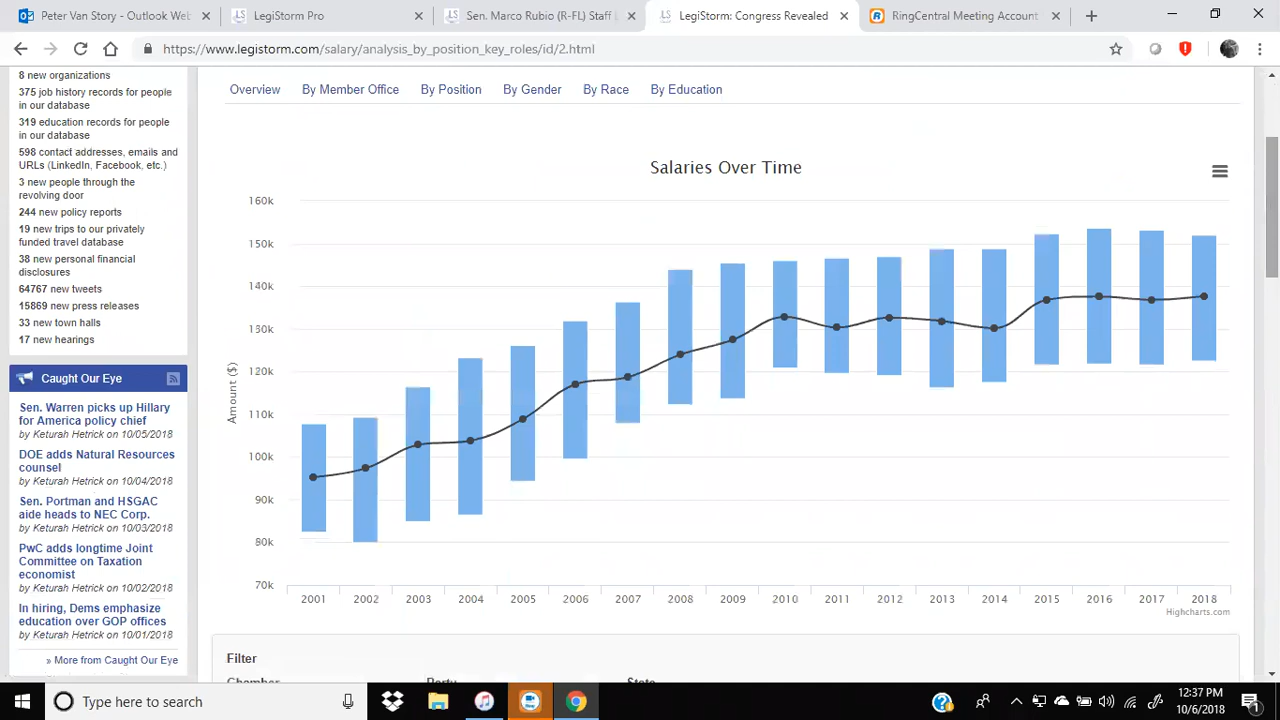 Peter Van Story - Outlook Web
LegiStorm Pro
Sen. Marco Rubio (R-FL) Staff
LegiStorm: Congress Revealed
RingCentral Meeting Account
https://www.legistorm.com/salary/analysis_by_position_key_roles/id/2.html
8 new organizations
375 job history records for people
in our database
319 education records for people
in our database
598 contact addresses, emails and
URLs (LinkedIn, Facebook, etc.)
3 new people through the
revolving door
244 new policy reports
19 new trips to our privately
funded travel database
38 new personal financial
disclosures
64767 new tweets
15869 new press releases
33 new town halls
17 new hearings
Caught Our Eye
Sen. Warren picks up Hillary
for America policy chief
by Keturah Hetrick on 10/05/2018
DOE adds Natural Resources
counsel
by Keturah Hetrick on 10/04/2018
Sen. Portman and HSGAC
aide heads to NEC Corp.
by Keturah Hetrick on 10/03/2018
PwC adds longtime Joint
Committee on Taxation
economist
by Keturah Hetrick on 10/02/2018
In hiring, Dems emphasize
education over GOP offices
by Keturah Hetrick on 10/01/2018
» More from Caught Our Eye
Overview By Member Office By Position By Gender By Race By Education
Salaries Over Time
160k
150k
140k
130k
120k
110k
100k
90k
80k
70k
Amount ($)
2001 2002 2003 2004 2005 2006 2007 2008 2009 2010 2011 2012 2013 2014 2015 2016 2017 2018
Highcharts.com
Filter
Chamber Party State
Type here to search
12:37 PM
10/6/2018
1